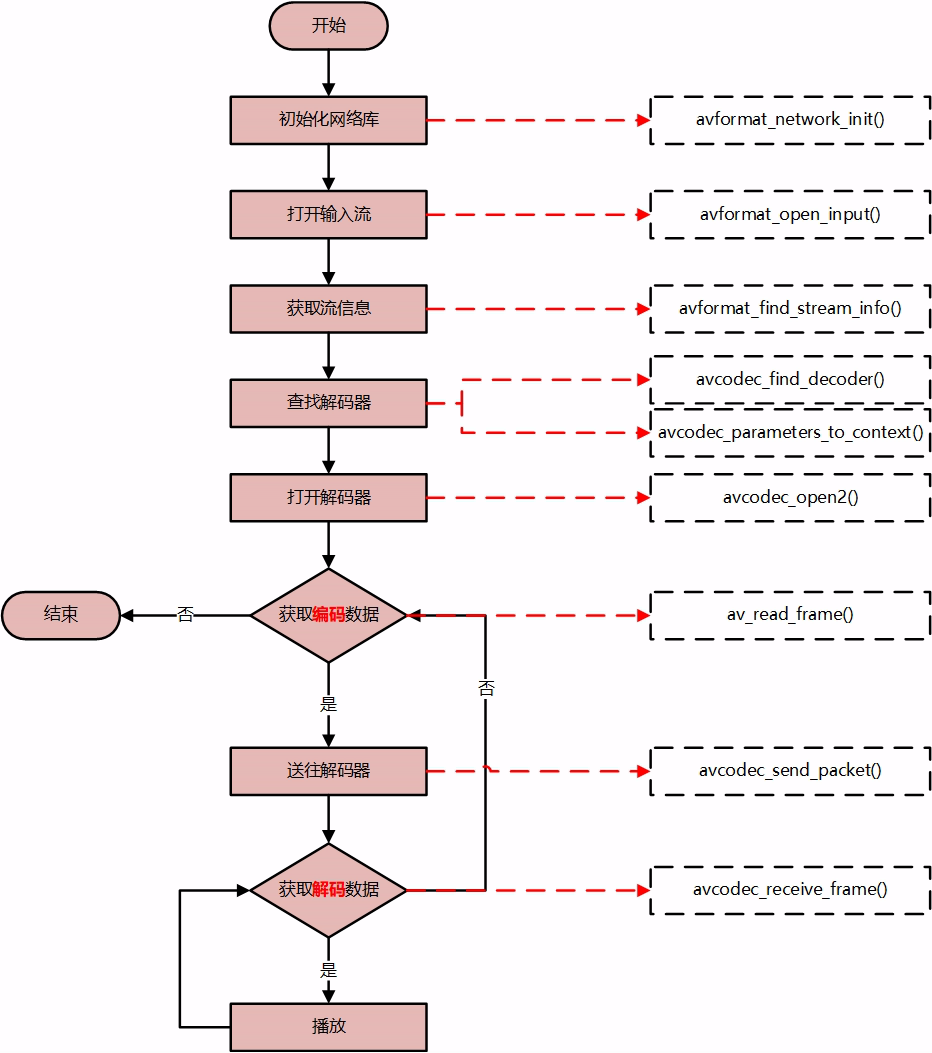 开始
初始化网络库
avformat_network_init()
打开输入流
avformat_open_input()
获取流信息
avformat_find_stream_info()
查找解码器
avcodec_find_decoder()
avcodec_parameters_to_context()
打开解码器
avcodec_open2()
结束
否
获取编码数据
av_read_frame()
否
是
送往解码器
avcodec_send_packet()
获取解码数据
avcodec_receive_frame()
是
播放